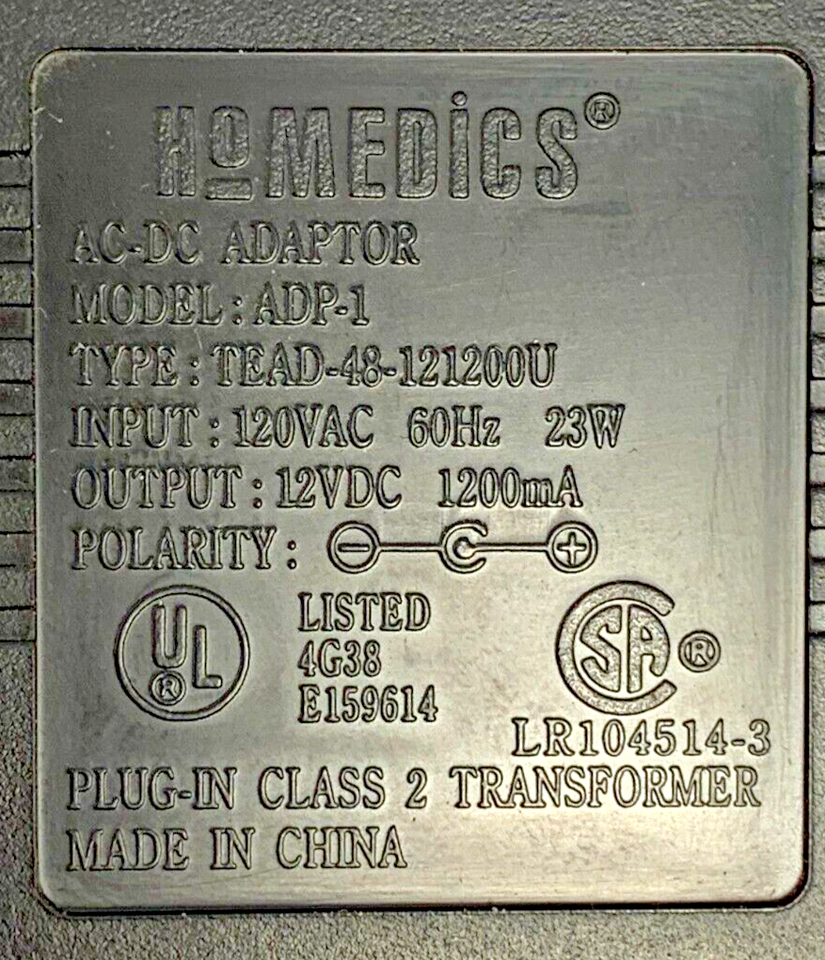 HoMEDiCS®
AC-DC ADAPTOR
MODEL : ADP-1
TYPE : TEAD-48-121200U
INPUT : 120VAC 60Hz 23W
OUTPUT : 12VDC 1200mA
POLARITY :
UL®
LISTED
4G38
E159614
CSA®
LR104514-3
PLUG-IN CLASS 2 TRANSFORMER
MADE IN CHINA